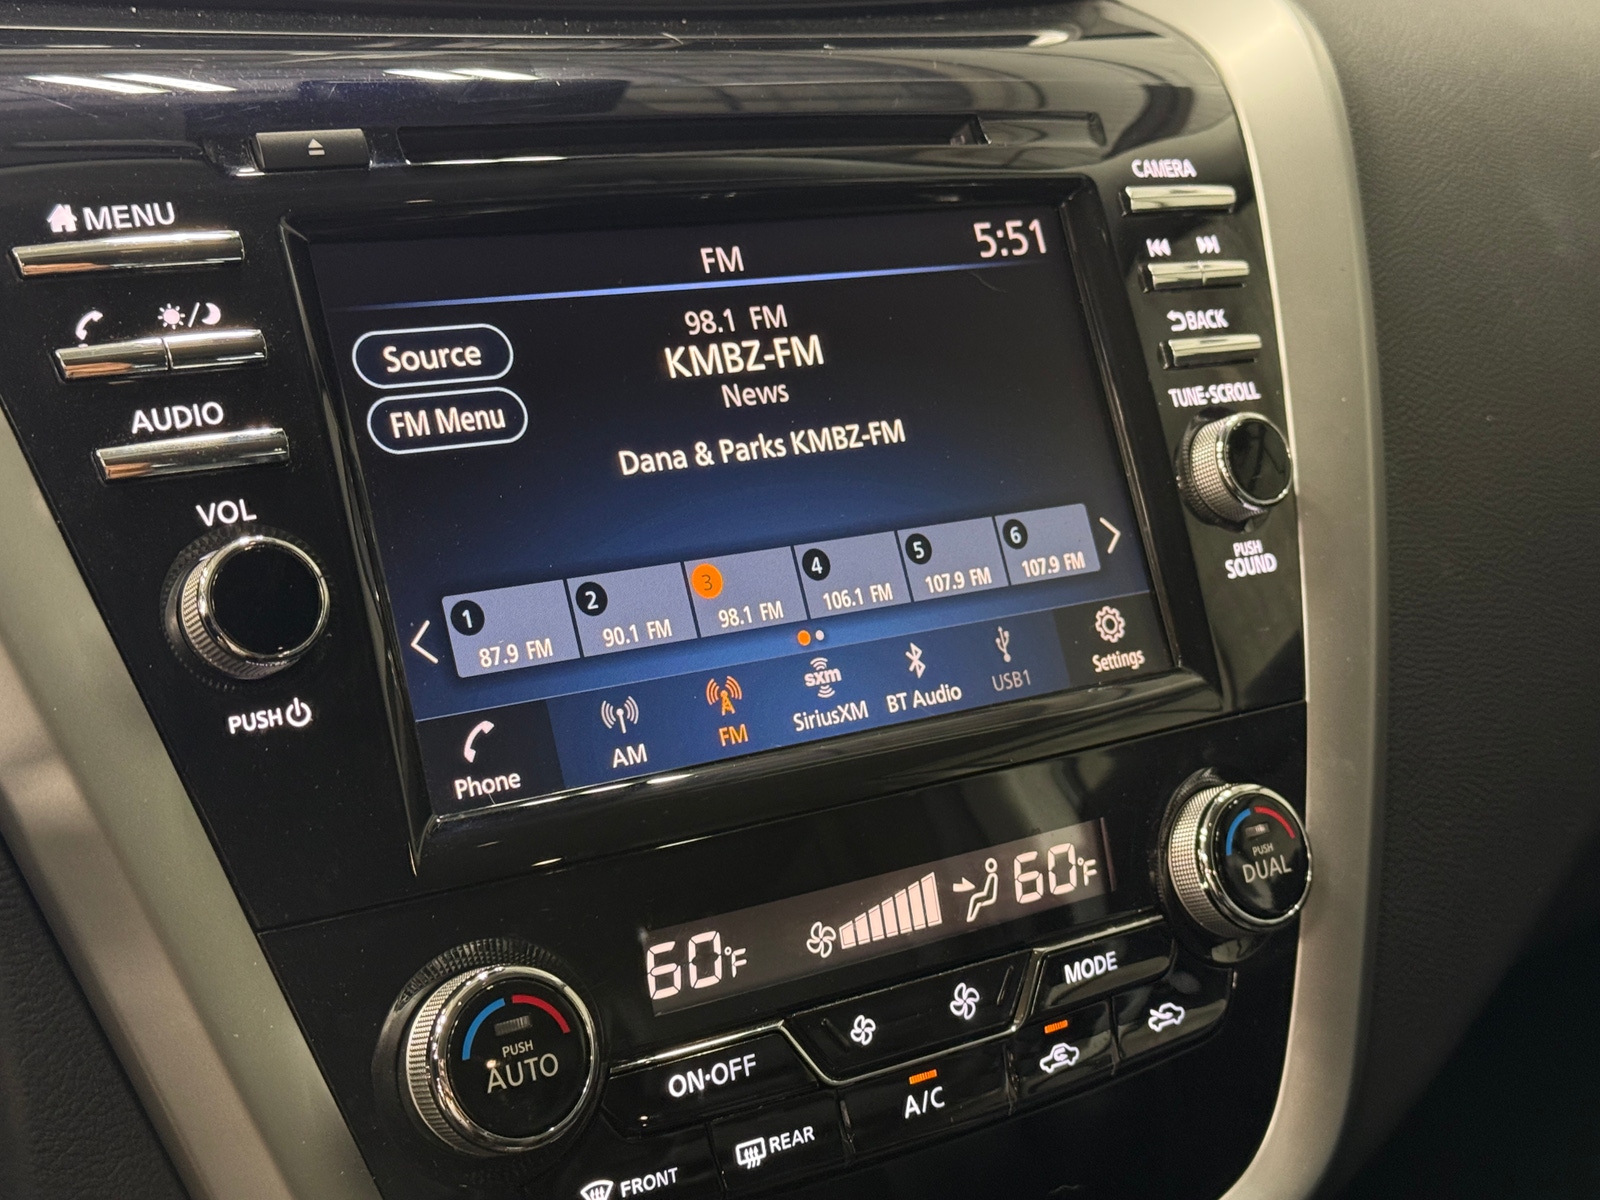 MENU
AUDIO
VOL
PUSH
FM
5:51
Source
FM Menu
98.1 FM
KMBZ-FM
News
Dana & Parks KMBZ-FM
1
87.9 FM
2
90.1 FM
3
98.1 FM
4
106.1 FM
5
107.9 FM
6
107.9 FM
Phone
AM
FM
sxm
SiriusXM
BT Audio
USB1
Settings
CAMERA
BACK
TUNE·SCROLL
PUSH
SOUND
60°F
60°F
PUSH
AUTO
PUSH
DUAL
ON·OFF
MODE
A/C
FRONT
REAR